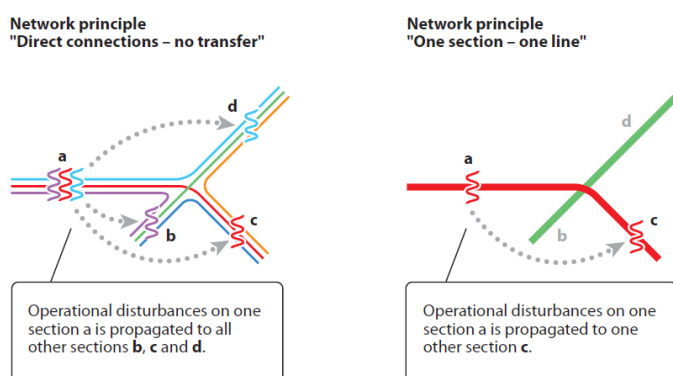 Network principle
"Direct connections – no transfer"
d
a
c
b
Operational disturbances on one
section a is propagated to all
other sections b, c and d.
Network principle
"One section – one line"
d
a
c
b
Operational disturbances on one
section a is propagated to one
other section c.